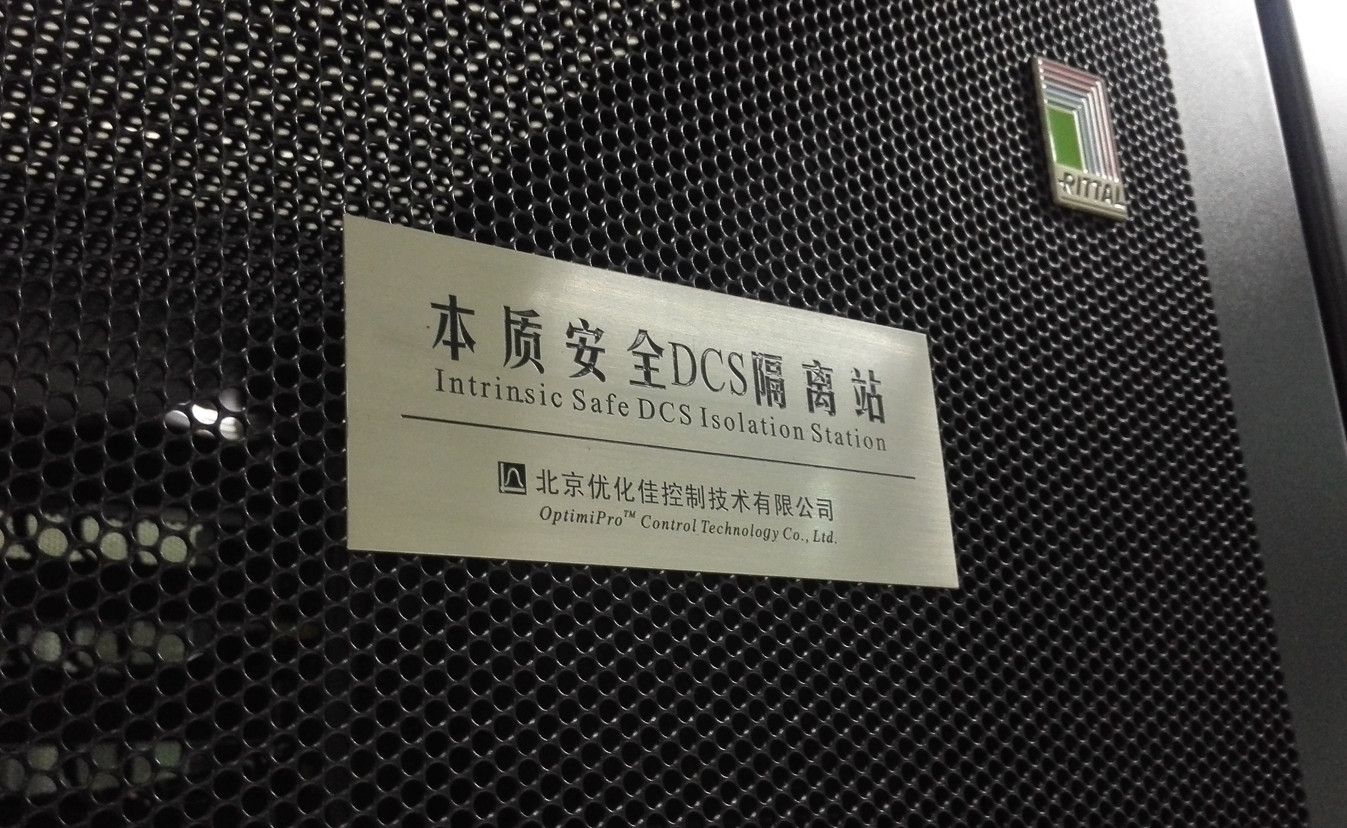 本质安全DCS隔离站
Intrinsic Safe DCS Isolation Station
北京优化佳控制技术有限公司
OptimiPro™ Control Technology Co., Ltd.
RITTAL